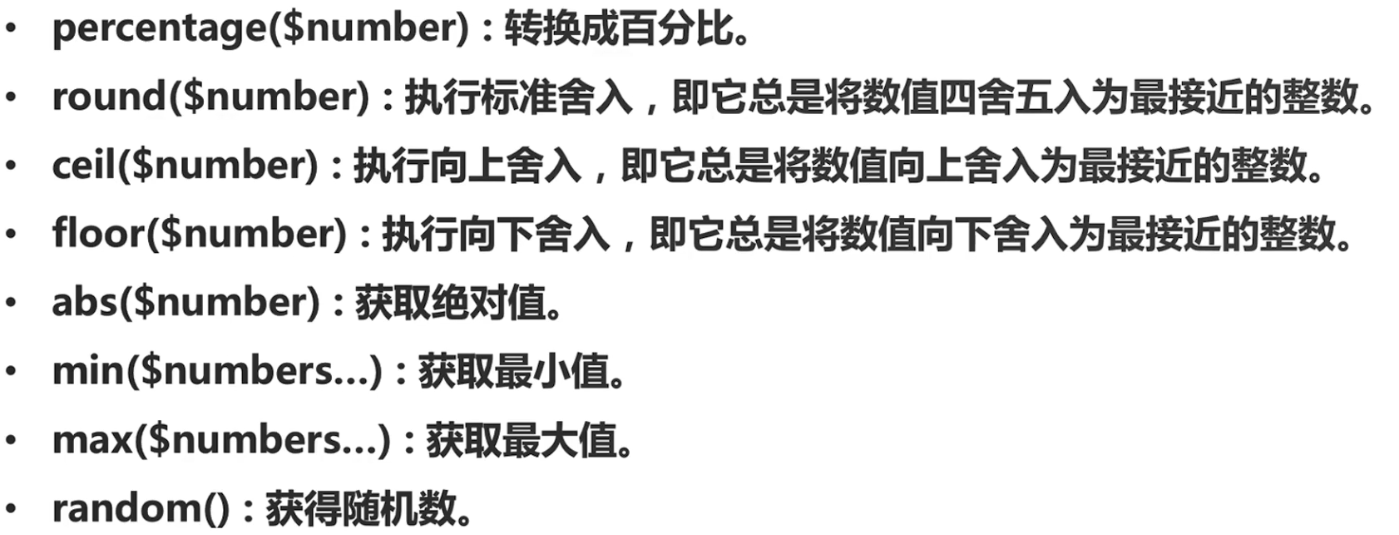 • percentage($number)：转换成百分比。
• round($number)：执行标准舍入，即它总是将数值四舍五入为最接近的整数。
• ceil($number)：执行向上舍入，即它总是将数值向上舍入为最接近的整数。
• floor($number)：执行向下舍入，即它总是将数值向下舍入为最接近的整数。
• abs($number)：获取绝对值。
• min($numbers…)：获取最小值。
• max($numbers…)：获取最大值。
• random()：获得随机数。